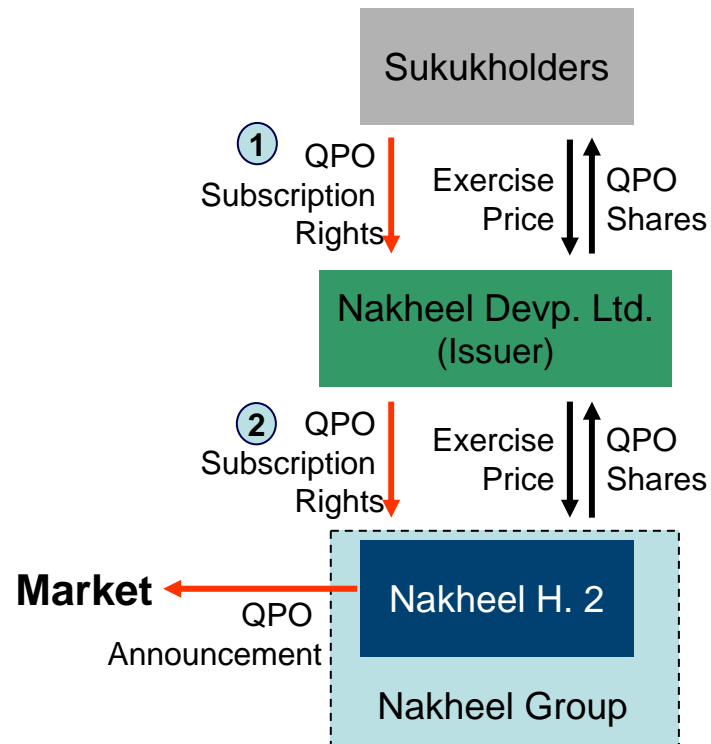 Sukukholders
1
QPO
Subscription
Rights
Exercise
Price
QPO
Shares
Nakheel Devp. Ltd.
(Issuer)
2
QPO
Subscription
Rights
Exercise
Price
QPO
Shares
Market
QPO
Announcement
Nakheel H. 2
Nakheel Group